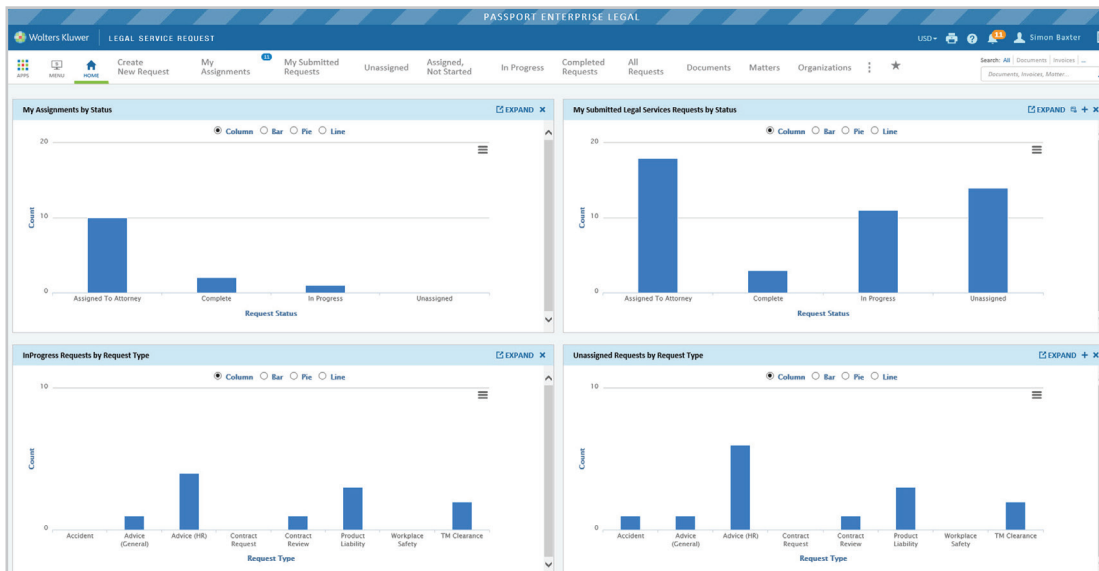 PASSPORT ENTERPRISE LEGAL
Wolters Kluwer LEGAL SERVICE REQUEST USD 11 Simon Baxter
APPS MENU HOME Create New Request My Assignments 11 My Submitted Requests Unassigned Assigned, Not Started In Progress Completed Requests All Requests Documents Matters Organizations
Search: All Documents Invoices ...
Documents, Invoices, Matter...
My Assignments by Status EXPAND
Column Bar Pie Line
20
10
0
Count
Assigned To Attorney Complete In Progress Unassigned
Request Status
My Submitted Legal Services Requests by Status EXPAND
Column Bar Pie Line
20
10
0
Count
Assigned To Attorney Complete In Progress Unassigned
Request Status
InProgress Requests by Request Type EXPAND
Column Bar Pie Line
10
0
Count
Accident Advice (General) Advice (HR) Contract Request Contract Review Product Liability Workplace Safety TM Clearance
Request Type
Unassigned Requests by Request Type EXPAND
Column Bar Pie Line
10
0
Count
Accident Advice (General) Advice (HR) Contract Request Contract Review Product Liability Workplace Safety TM Clearance
Request Type